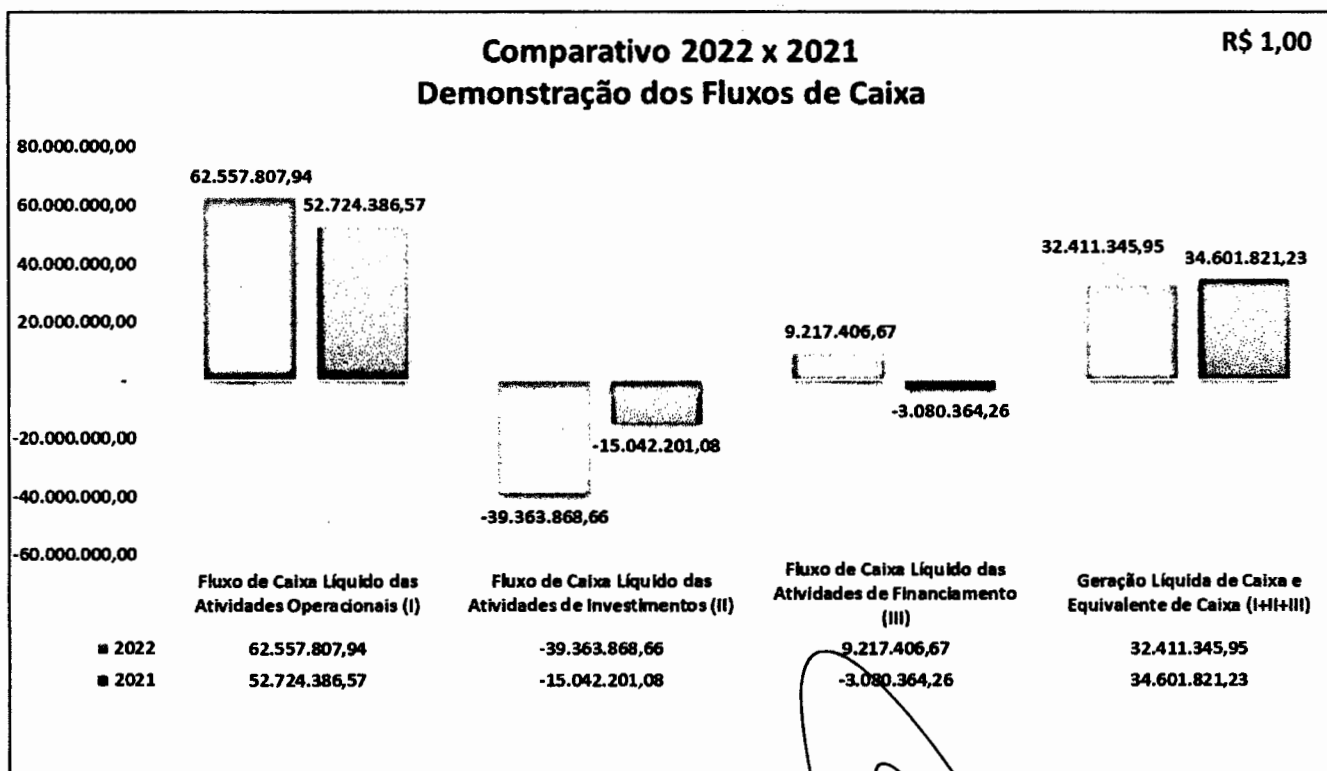 Comparativo 2022 x 2021
R$ 1,00
Demonstração dos Fluxos de Caixa
80.000.000,00
60.000.000,00
40.000.000,00
20.000.000,00
-
-20.000.000,00
-40.000.000,00
-60.000.000,00
62.557.807,94
52.724.386,57
-39.363.868,66
-15.042.201,08
9.217.406,67
-3.080.364,26
32.411.345,95
34.601.821,23
Fluxo de Caixa Líquido das
Atividades Operacionais (I)
Fluxo de Caixa Líquido das
Atividades de Investimentos (II)
Fluxo de Caixa Líquido das
Atividades de Financiamento
(III)
Geração Líquida de Caixa e
Equivalente de Caixa (I+II+III)
2022 62.557.807,94 -39.363.868,66 9.217.406,67 32.411.345,95
2021 52.724.386,57 -15.042.201,08 -3.080.364,26 34.601.821,23